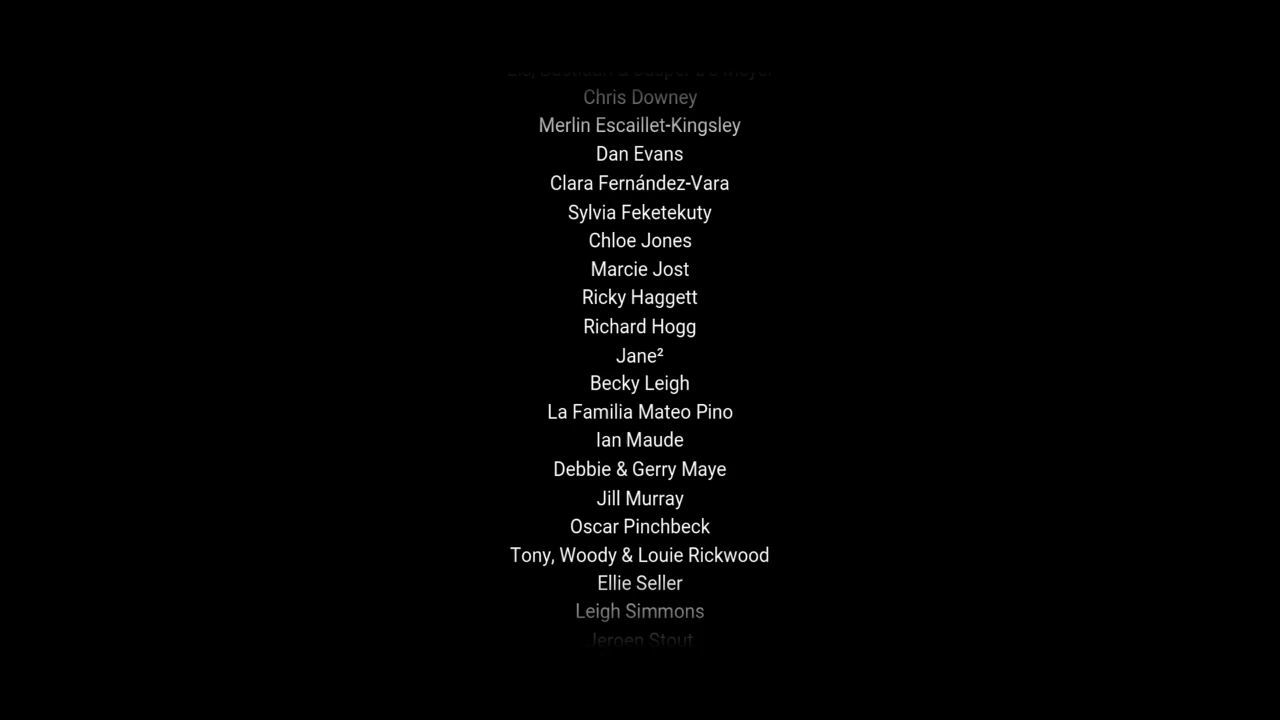 Chris Downey
Merlin Escaillet-Kingsley
Dan Evans
Clara Fernández-Vara
Sylvia Feketekuty
Chloe Jones
Marcie Jost
Ricky Haggett
Richard Hogg
Jane²
Becky Leigh
La Familia Mateo Pino
Ian Maude
Debbie & Gerry Maye
Jill Murray
Oscar Pinchbeck
Tony, Woody & Louie Rickwood
Ellie Seller
Leigh Simmons
Jeroen Stout